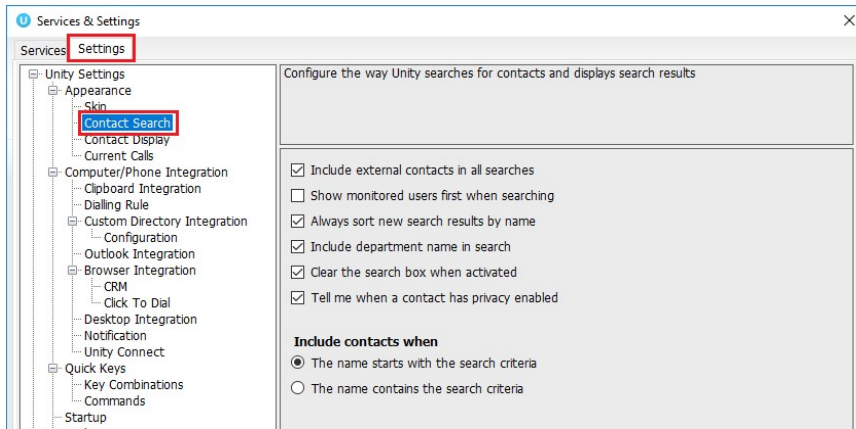 Services & Settings
Services
Settings
Unity Settings
Appearance
Skin
Contact Search
Contact Display
Current Calls
Computer/Phone Integration
Clipboard Integration
Dialling Rule
Custom Directory Integration
Configuration
Outlook Integration
Browser Integration
CRM
Click To Dial
Desktop Integration
Notification
Unity Connect
Quick Keys
Key Combinations
Commands
Startup
Configure the way Unity searches for contacts and displays search results
Include external contacts in all searches
Show monitored users first when searching
Always sort new search results by name
Include department name in search
Clear the search box when activated
Tell me when a contact has privacy enabled
Include contacts when
The name starts with the search criteria
The name contains the search criteria